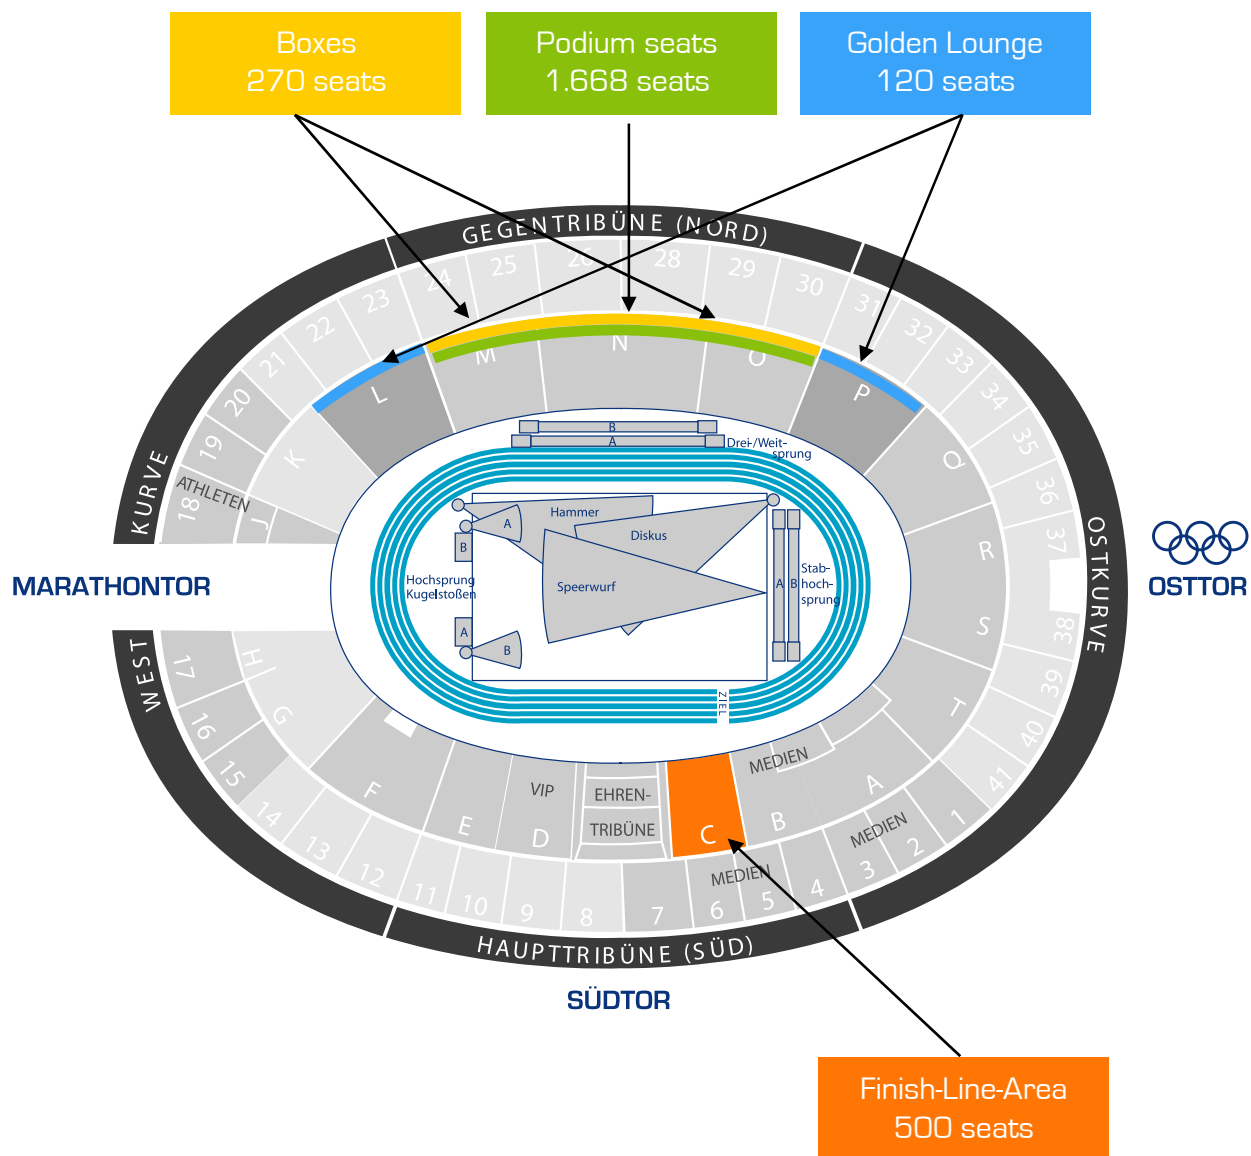 Boxes
270 seats
Podium seats
1.668 seats
Golden Lounge
120 seats
GEGENTRIBÜNE (NORD)
24
25
26
28
29
30
31
23
22
21
20
19
18
32
33
34
35
36
37
M
N
O
L
P
K
Q
J
R
ATHLETEN
KURVE
B
A
Drei-/Weit-
sprung
Hammer
Diskus
Speerwurf
A
B
Hochsprung
Kugelstoßen
A
B
A
B
Stab-
hoch-
sprung
ZIEL
MARATHONTOR
OSTKURVE
OSTTOR
WEST
S
T
H
G
F
E
VIP
D
EHREN-
TRIBÜNE
C
B
A
MEDIEN
MEDIEN
MEDIEN
38
39
40
41
17
16
15
14
13
12
11
10
9
8
7
6
5
4
3
2
1
HAUPTTRIBÜNE (SÜD)
SÜDTOR
Finish-Line-Area
500 seats